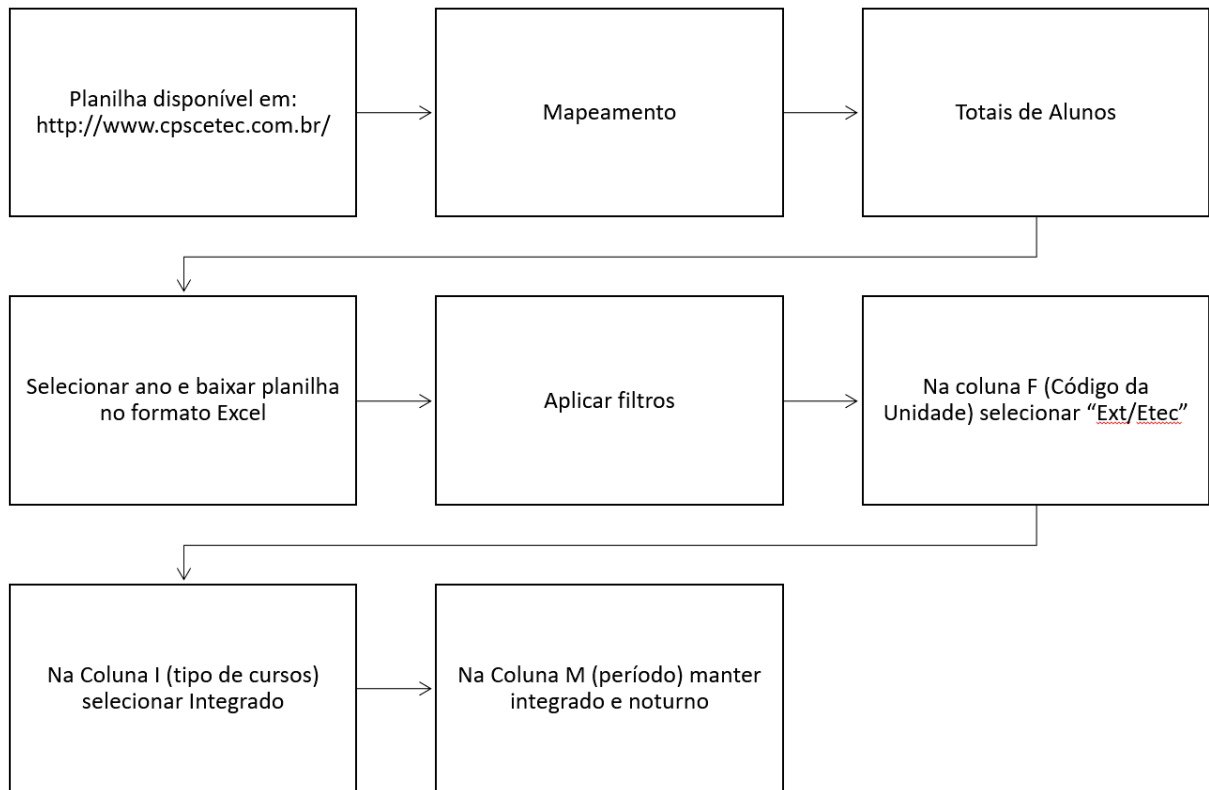 Planilha disponível em:
http://www.cpscetec.com.br/
Mapeamento
Totais de Alunos
Selecionar ano e baixar planilha
no formato Excel
Aplicar filtros
Na coluna F (Código da
Unidade) selecionar “Ext/Etec”
Na Coluna I (tipo de cursos)
selecionar Integrado
Na Coluna M (período) manter
integrado e noturno